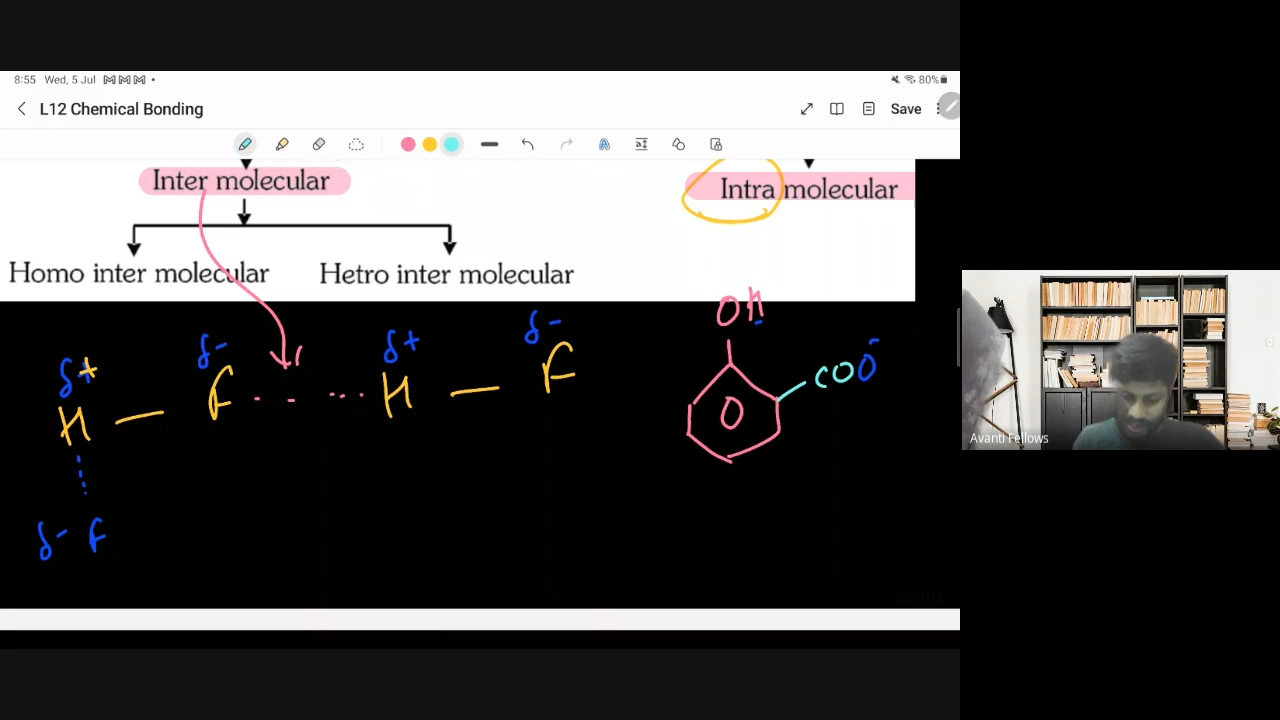 8:55 Wed, 5 Jul
80%
L12 Chemical Bonding
Save
Inter molecular
Intra molecular
Homo inter molecular
Hetro inter molecular
δ+ δ- δ+ δ-
H — F ..... H — F
δ- F
OH
COO-
Avanti Fellows